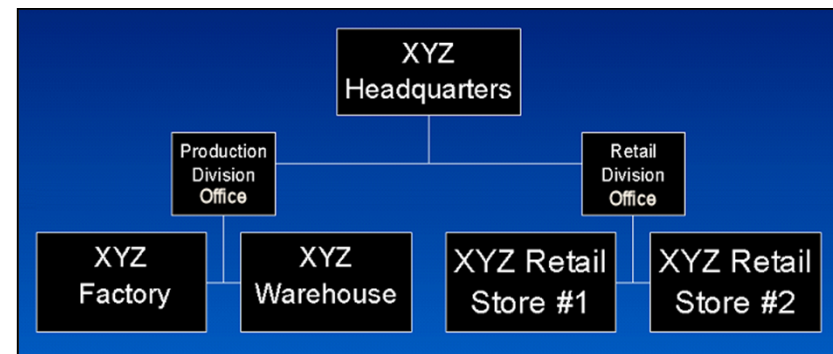 XYZ
Headquarters
Production
Division
Office
Retail
Division
Office
XYZ
Factory
XYZ
Warehouse
XYZ Retail
Store #1
XYZ Retail
Store #2